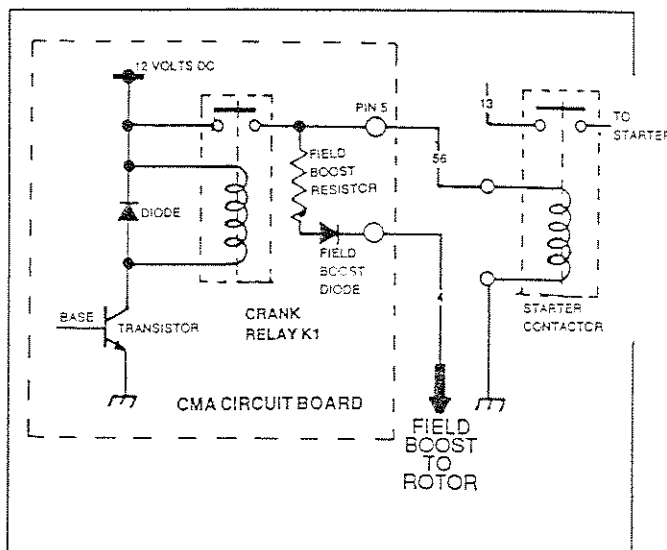 12 VOLTS DC
PIN 5
13
TO
STARTER
FIELD
BOOST
RESISTOR
56
DIODE
FIELD
BOOST
DIODE
4
BASE
TRANSISTOR
CRANK
RELAY K1
STARTER
CONTACTOR
CMA CIRCUIT BOARD
FIELD
BOOST
TO
ROTOR